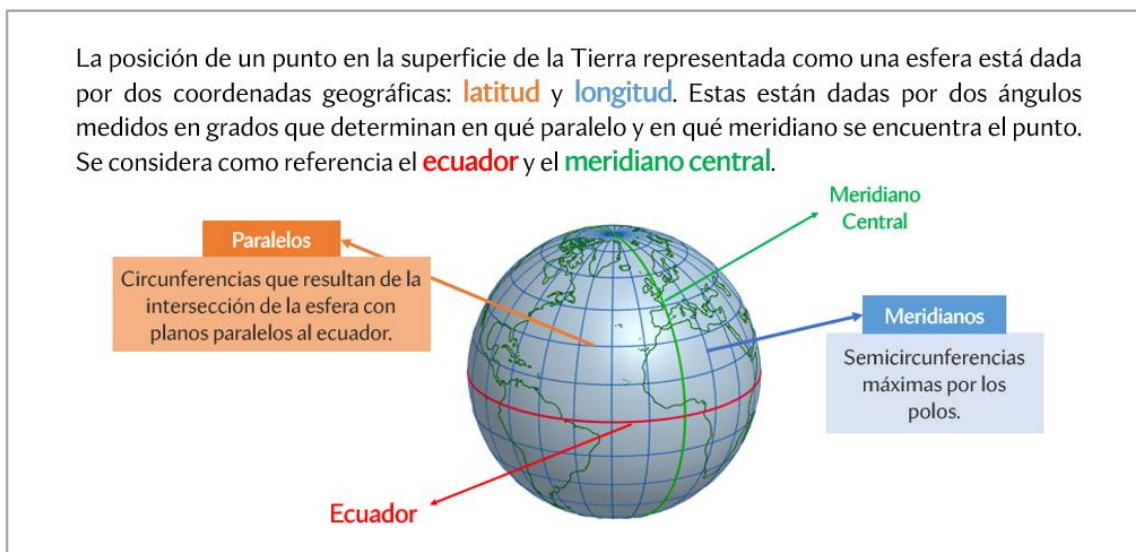 La posición de un punto en la superficie de la Tierra representada como una esfera está dada
por dos coordenadas geográficas: latitud y longitud. Estas están dadas por dos ángulos
medidos en grados que determinan en qué paralelo y en qué meridiano se encuentra el punto.
Se considera como referencia el ecuador y el meridiano central.
Meridiano
Central
Paralelos
Circunferencias que resultan de la
intersección de la esfera con
planos paralelos al ecuador.
Meridianos
Semicircunferencias
máximas por los
polos.
Ecuador